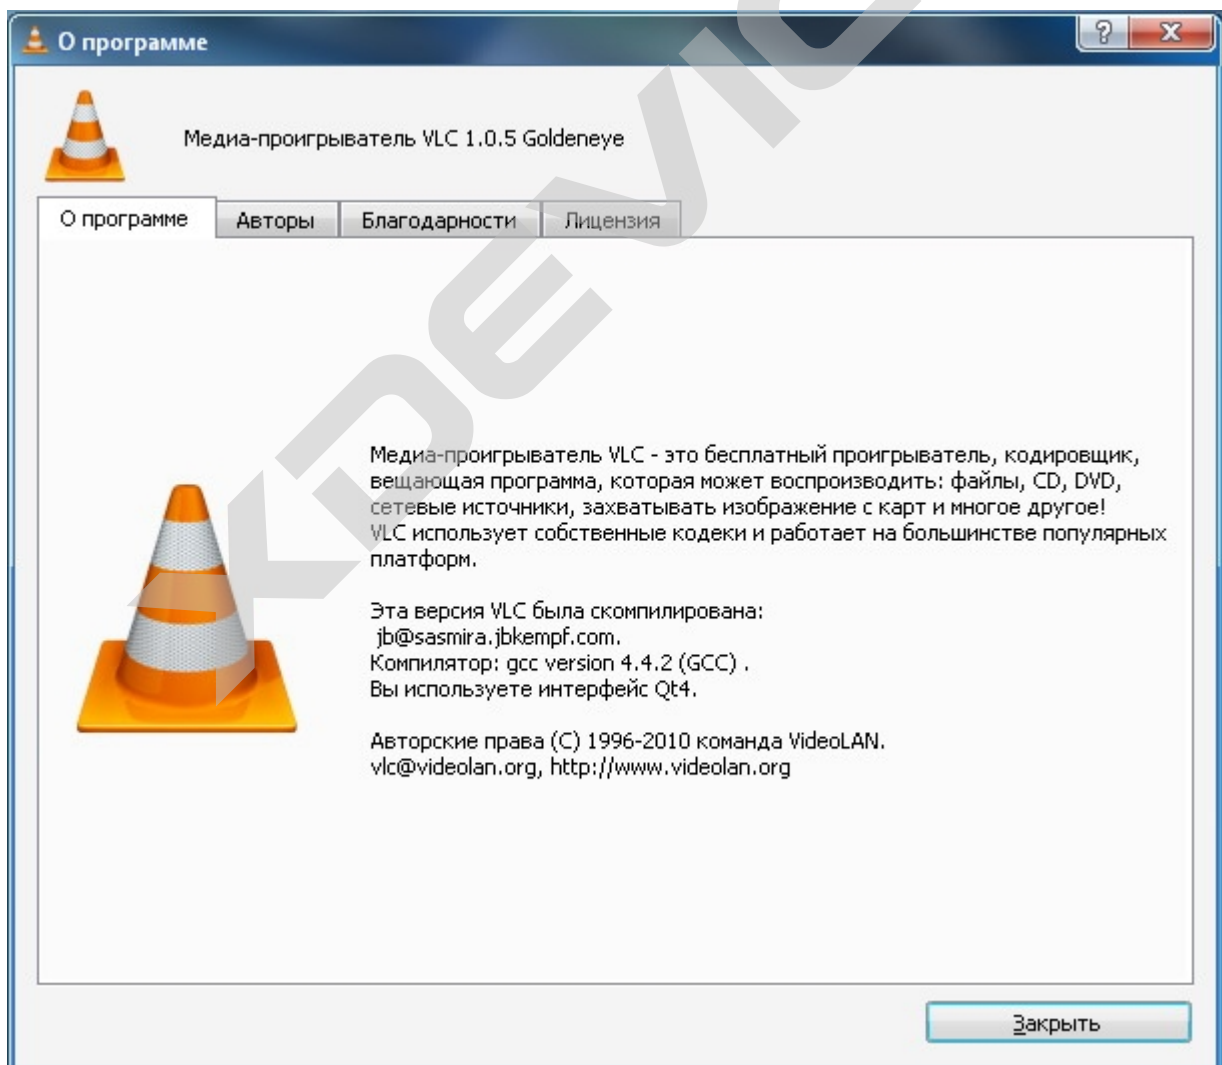 О программе
Медиа-проигрыватель VLC 1.0.5 Goldeneye
О программе
Авторы
Благодарности
Лицензия
Медиа-проигрыватель VLC - это бесплатный проигрыватель, кодировщик,
вещающая программа, которая может воспроизводить: файлы, CD, DVD,
сетевые источники, захватывать изображение с карт и многое другое!
VLC использует собственные кодеки и работает на большинстве популярных
платформ.
Эта версия VLC была скомпилирована:
jb@sasmira.jbkempf.com.
Компилятор: gcc version 4.4.2 (GCC) .
Вы используете интерфейс Qt4.
Авторские права (C) 1996-2010 команда VideoLAN.
vlc@videolan.org, http://www.videolan.org
Закрыть